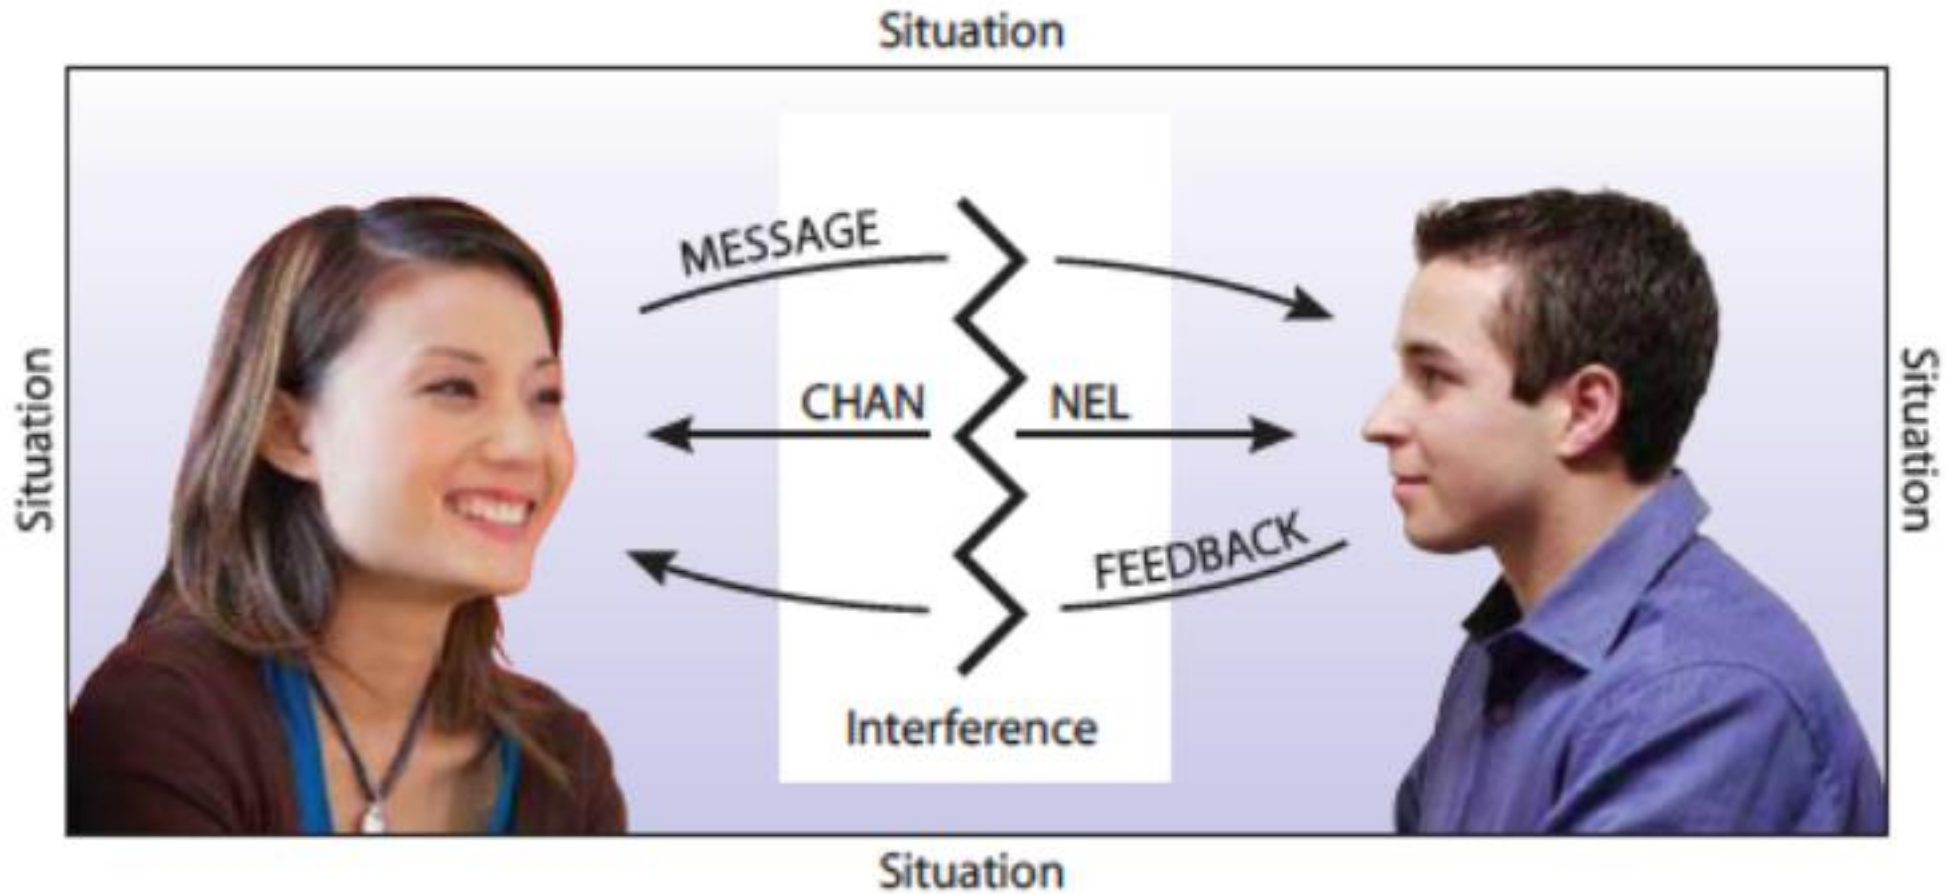 Situation
MESSAGE
Situation
CHAN NEL
Situation
FEEDBACK
Interference
Situation